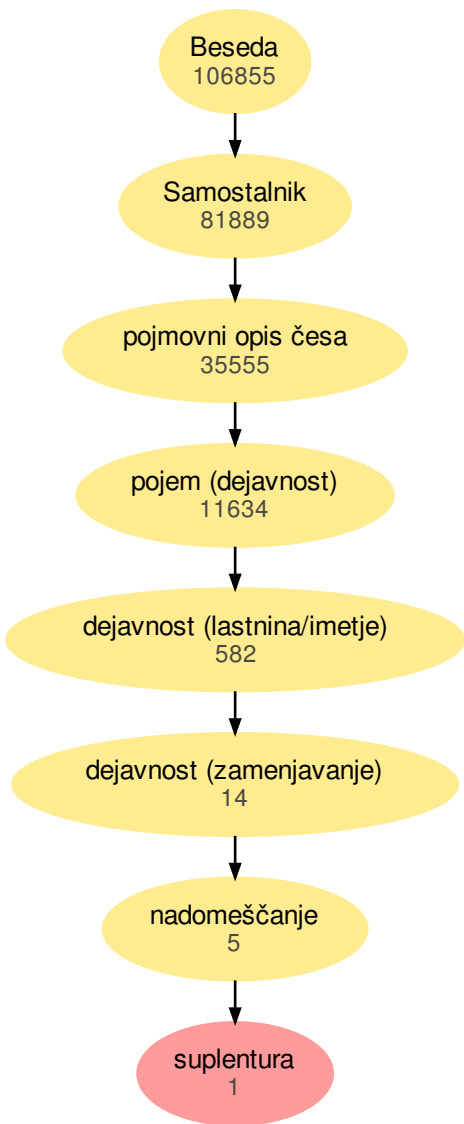 Beseda
106855
Samostalnik
81889
pojmovni opis česa
35555
pojem (dejavnost)
11634
dejavnost (lastnina/imetje)
582
dejavnost (zamenjavanje)
14
nadomeščanje
5
suplentura
1